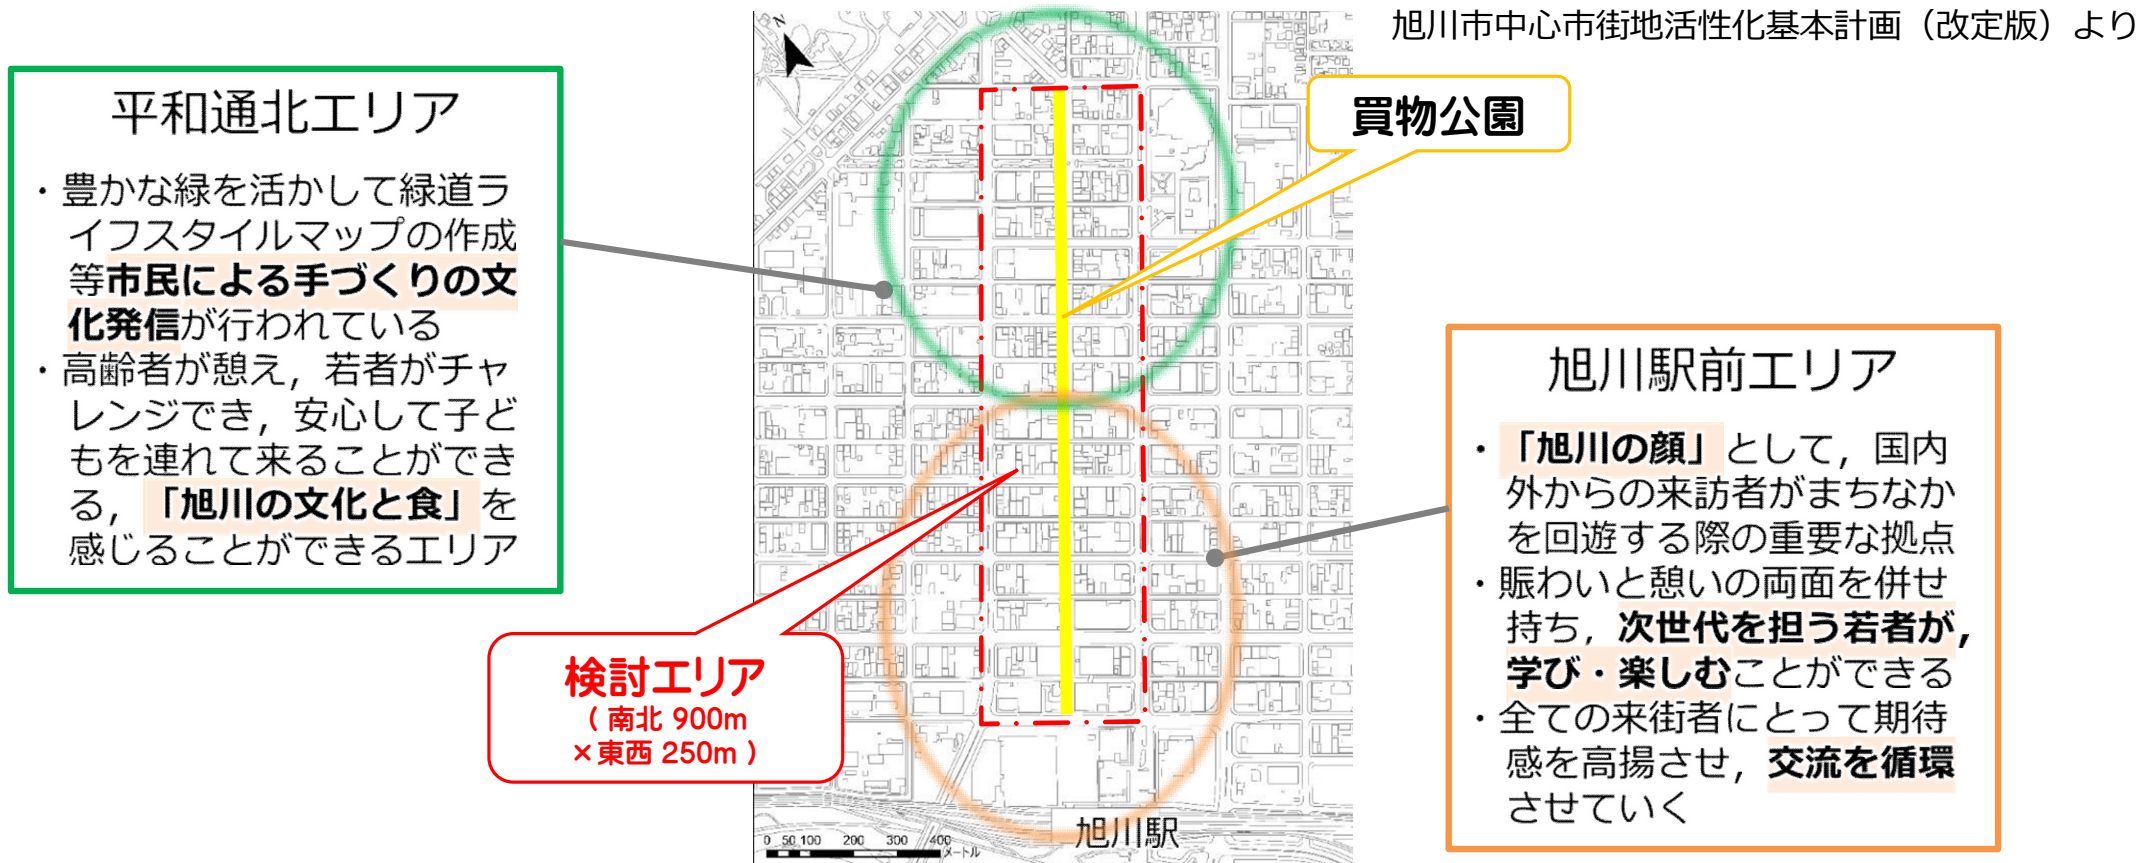 旭川市中心市街地活性化基本計画（改定版）より
平和通北エリア
・豊かな緑を活かして緑道ラ
イフスタイルマップの作成
等市民による手づくりの文
化発信が行われている
・高齢者が憩え，若者がチャ
レンジでき，安心して子ど
もを連れて来ることができ
る，「旭川の文化と食」を
感じることができるエリア
N
買物公園
検討エリア
（南北 900m
×東西 250m）
旭川駅前エリア
・「旭川の顔」として，国内
外からの来訪者がまちなか
を回遊する際の重要な拠点
・賑わいと憩いの両面を併せ
持ち，次世代を担う若者が，
学び・楽しむことができる
・全ての来街者にとって期待
感を高揚させ，交流を循環
させていく
旭川駅
0 50 100 200 300 400
メートル